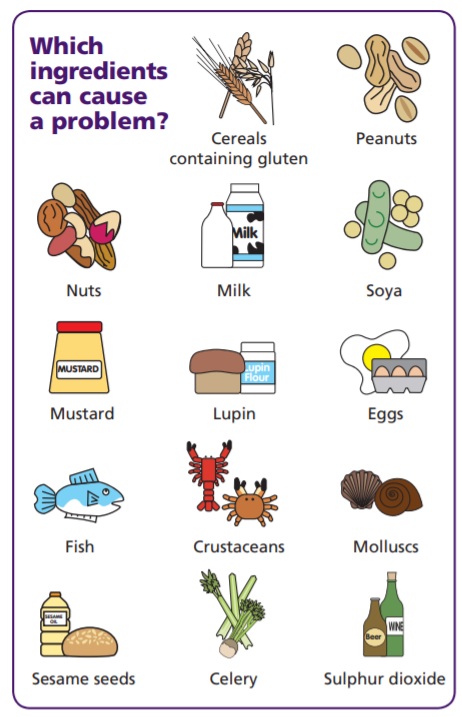 Which
ingredients
can cause
a problem?
Cereals
containing gluten
Peanuts
Nuts
Milk
Milk
Soya
MUSTARD
Mustard
Lupin
Flour
Lupin
Eggs
Fish
Crustaceans
Molluscs
SESAME
OIL
Sesame seeds
Celery
Beer
WINE
Sulphur dioxide